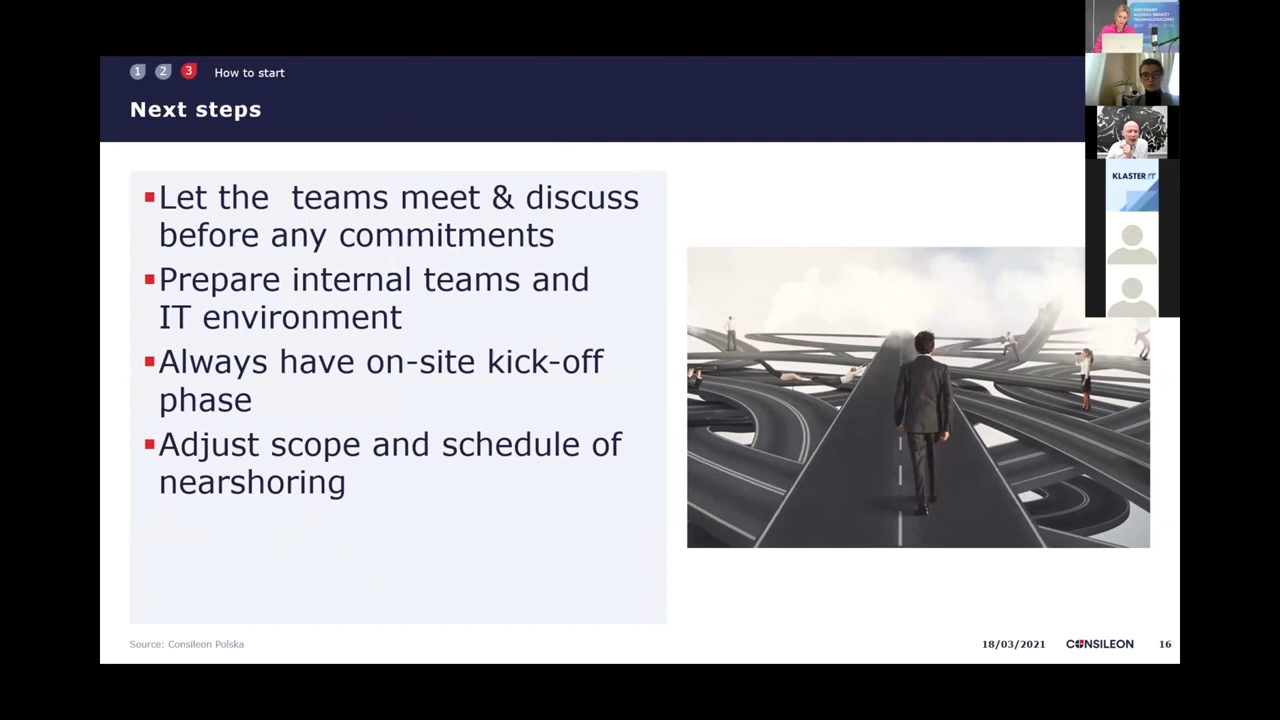 1 2 3 How to start
Next steps
▪Let the  teams meet & discuss
before any commitments
▪Prepare internal teams and
IT environment
▪Always have on-site kick-off
phase
▪Adjust scope and schedule of
nearshoring
Source: Consileon Polska
18/03/2021 CONSILEON 16
KLASTER IT